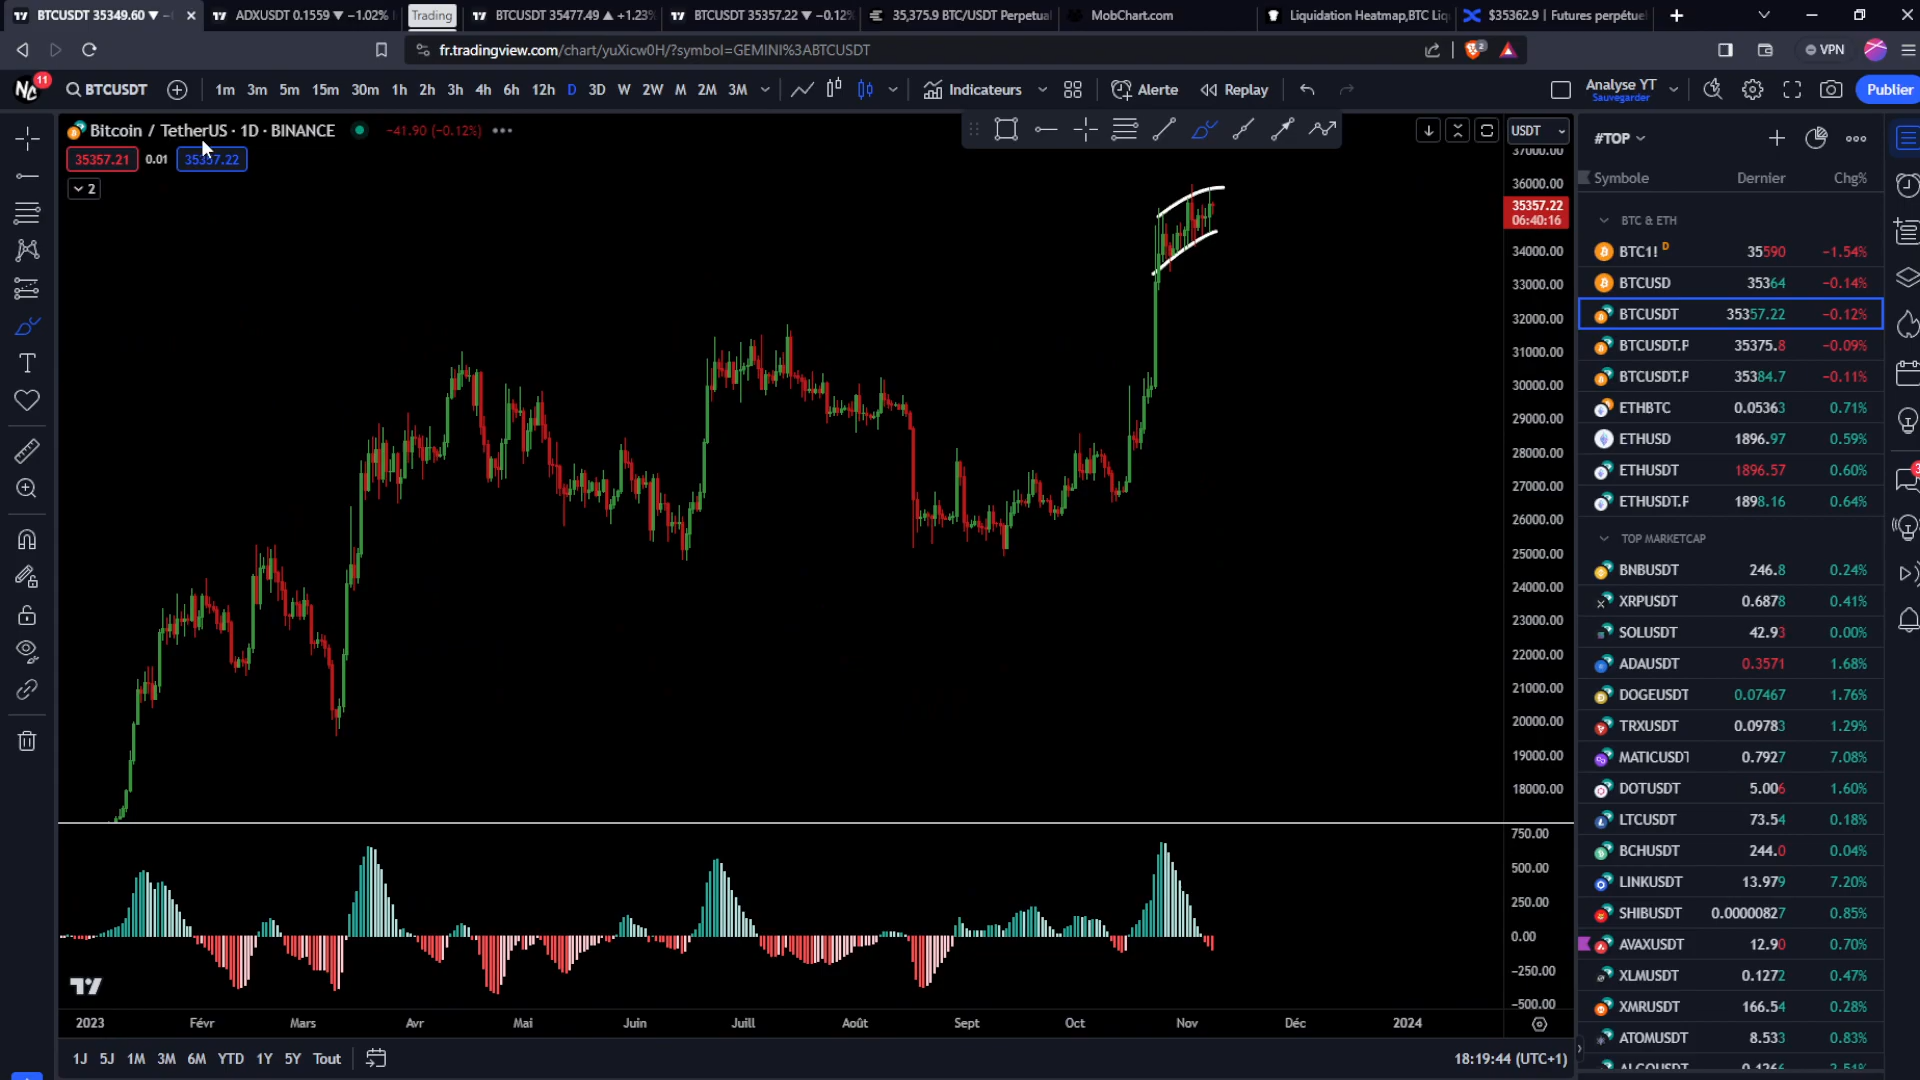 BTCUSDT 35349.60 ▼
ADXUSDT 0.1559 ▼ −1.02%
Trading
BTCUSDT 35477.49 ▲ +1.23%
BTCUSDT 35357.22 ▼ −0.12%
35,375.9 BTC/USDT Perpetual
MobChart.com
Liquidation Heatmap,BTC Liq
$35362.9 | Futures perpétue
fr.tradingview.com/chart/yuXicw0H/?symbol=GEMINI%3ABTCUSDT
2
VPN
11
BTCUSDT
1m 3m 5m 15m 30m 1h 2h 3h 4h 6h 12h D 3D W 2W M 2M 3M
Indicateurs
Alerte
Replay
Analyse YT
Sauvegarder
Publier
Bitcoin / TetherUS · 1D · BINANCE
−41.90 (−0.12%)
35357.21 0.01 35357.22
2
USDT
37000.00
36000.00
35357.22
06:40:16
34000.00
33000.00
32000.00
31000.00
30000.00
29000.00
28000.00
27000.00
26000.00
25000.00
24000.00
23000.00
22000.00
21000.00
20000.00
19000.00
18000.00
750.00
500.00
250.00
0.00
−250.00
−500.00
2023 Févr Mars Avr Mai Juin Juill Août Sept Oct Nov Déc 2024
1J 5J 1M 3M 6M YTD 1Y 5Y Tout
18:19:44 (UTC+1)
#TOP
Symbole Dernier Chg%
BTC & ETH
BTC1! D 35590 −1.54%
BTCUSD 35364 −0.14%
BTCUSDT 35357.22 −0.12%
BTCUSDT.P 35375.8 −0.09%
BTCUSDT.P 35384.7 −0.11%
ETHBTC 0.05363 0.71%
ETHUSD 1896.97 0.59%
ETHUSDT 1896.57 0.60%
ETHUSDT.P 1898.16 0.64%
TOP MARKETCAP
BNBUSDT 246.8 0.24%
XRPUSDT 0.6878 0.41%
SOLUSDT 42.93 0.00%
ADAUSDT 0.3571 1.68%
DOGEUSDT 0.07467 1.76%
TRXUSDT 0.09783 1.29%
MATICUSDT 0.7927 7.08%
DOTUSDT 5.006 1.60%
LTCUSDT 73.54 0.18%
BCHUSDT 244.0 0.04%
LINKUSDT 13.979 7.20%
SHIBUSDT 0.00000827 0.85%
AVAXUSDT 12.90 0.70%
XLMUSDT 0.1272 0.47%
XMRUSDT 166.54 0.28%
ATOMUSDT 8.533 0.83%
ALGOUSDT 0.1266 2.51%